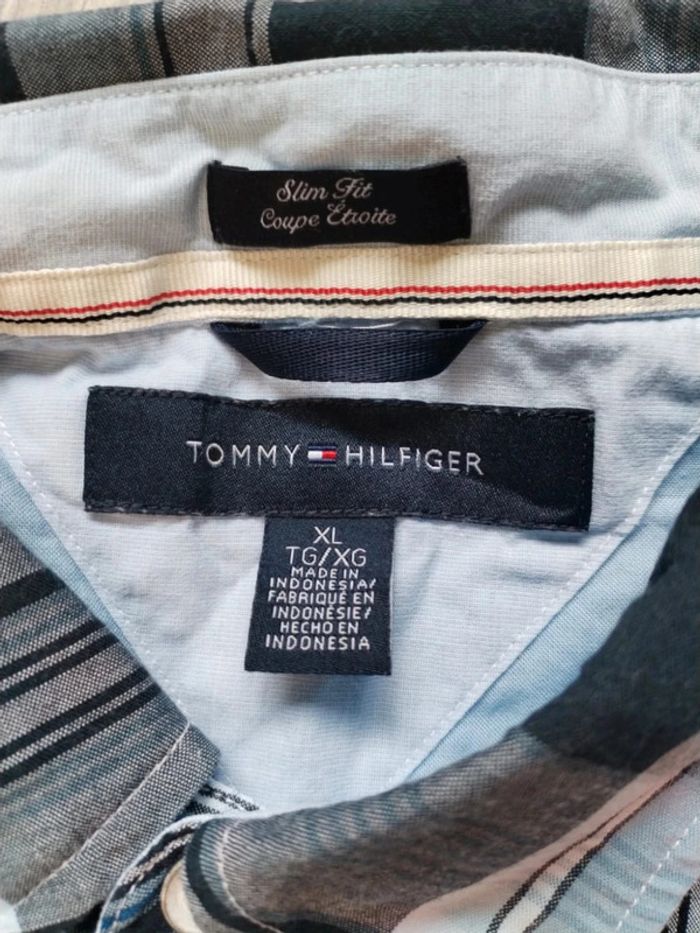 Slim Fit
Coupe Étroite
TOMMY HILFIGER
XL
TG/XG
MADE IN
INDONESIA/
FABRIQUÉ EN
INDONÉSIE/
HECHO EN
INDONESIA